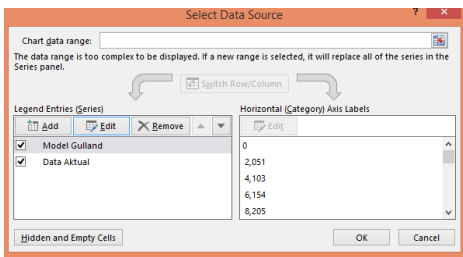 Select Data Source
?
Chart data range:
The data range is too complex to be displayed. If a new range is selected, it will replace all of the series in the
Series panel.
Switch Row/Column
Legend Entries (Series)
Horizontal (Category) Axis Labels
Add Edit Remove
Edit
Model Gulland
0
Data Aktual
2,051
4,103
6,154
8,205
Hidden and Empty Cells
OK
Cancel